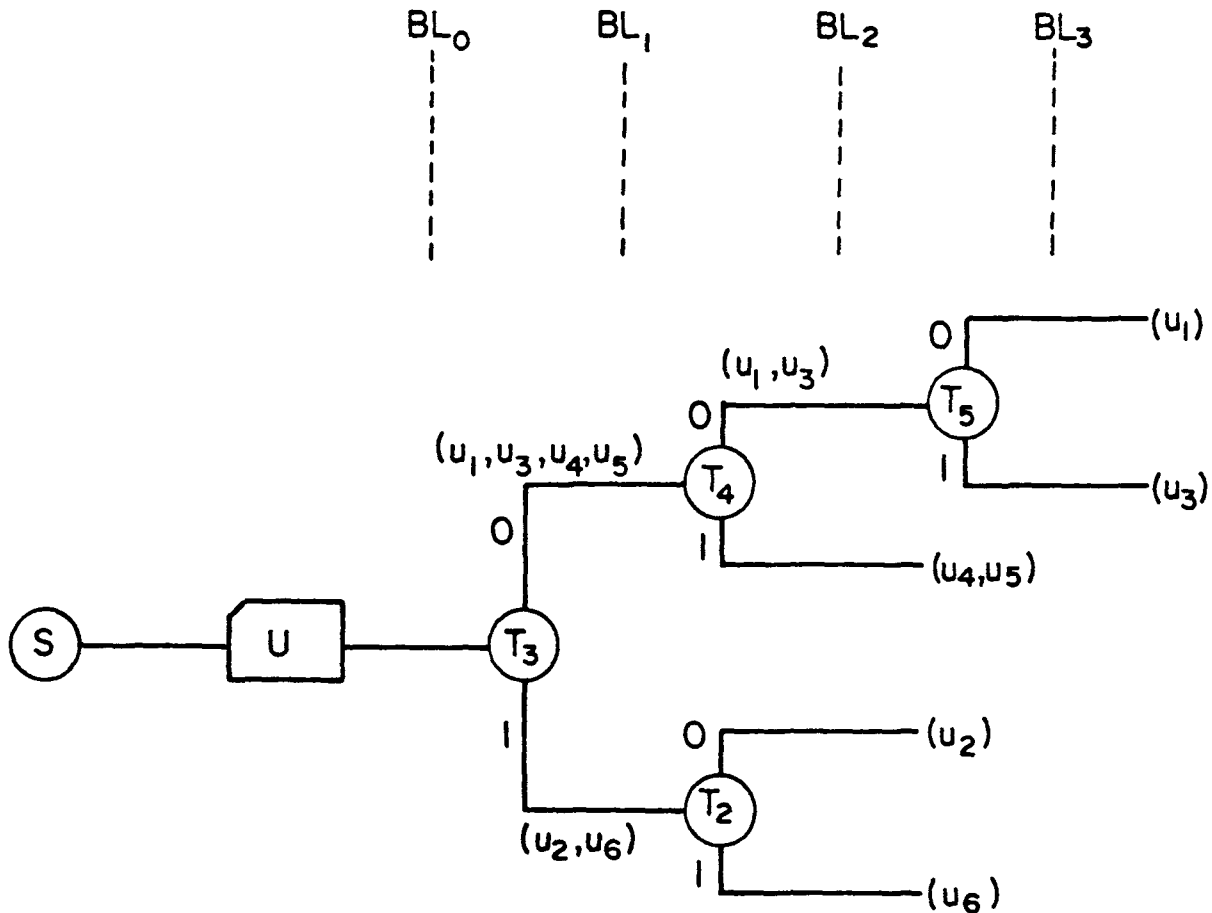 BL₀ BL₁ BL₂ BL₃
0 (u₁)
(u₁,u₃)
T₅
0
(u₁,u₃,u₄,u₅)
1 (u₃)
T₄
0
1 (u₄,u₅)
S U T₃
1 0 (u₂)
T₂
(u₂,u₆)
1 (u₆)